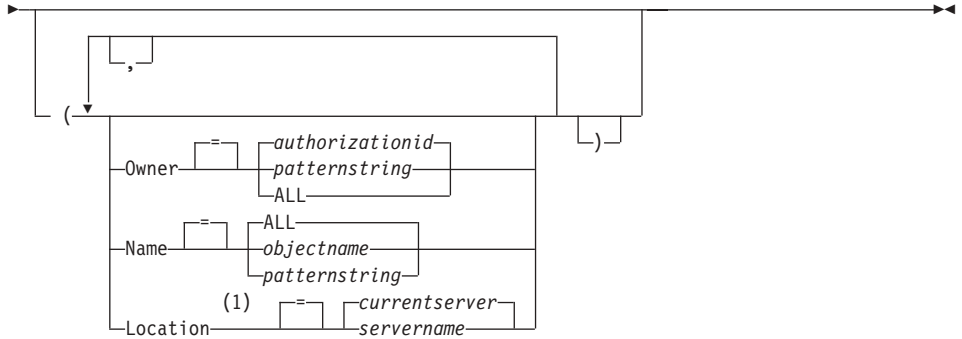 ,
(
)
Owner = authorizationid
patternstring
ALL
Name = ALL
objectname
patternstring
Location (1) = currentserver
servername